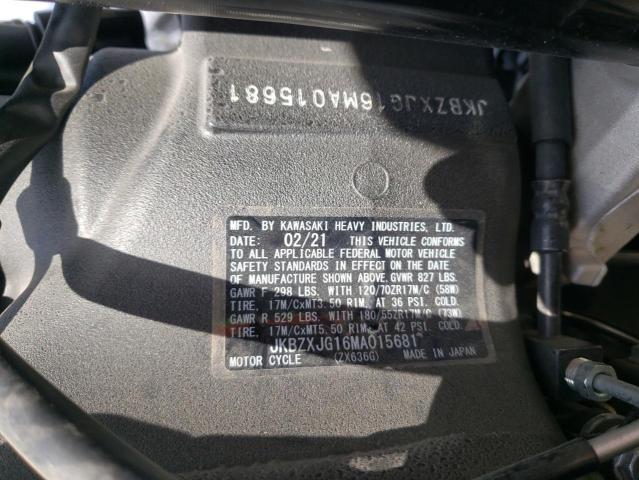 JKBZXJG16MA015681
MFD. BY KAWASAKI HEAVY INDUSTRIES, LTD.
DATE: 02/21 THIS VEHICLE CONFORMS
TO ALL APPLICABLE FEDERAL MOTOR VEHICLE
SAFETY STANDARDS IN EFFECT ON THE DATE
OF MANUFACTURE SHOWN ABOVE. GVWR 827 LBS.
GAWR F 298 LBS. WITH 120/70ZR17M/C (58W)
TIRE, 17M/CxMT3.50 RIM, AT 36 PSI. COLD.
GAWR R 529 LBS. WITH 180/55ZR17M/C (73W)
TIRE, 17M/CxMT5.50 RIM, AT 42 PSI. COLD.
JKBZXJG16MA015681
MOTOR CYCLE (ZX636G) MADE IN JAPAN